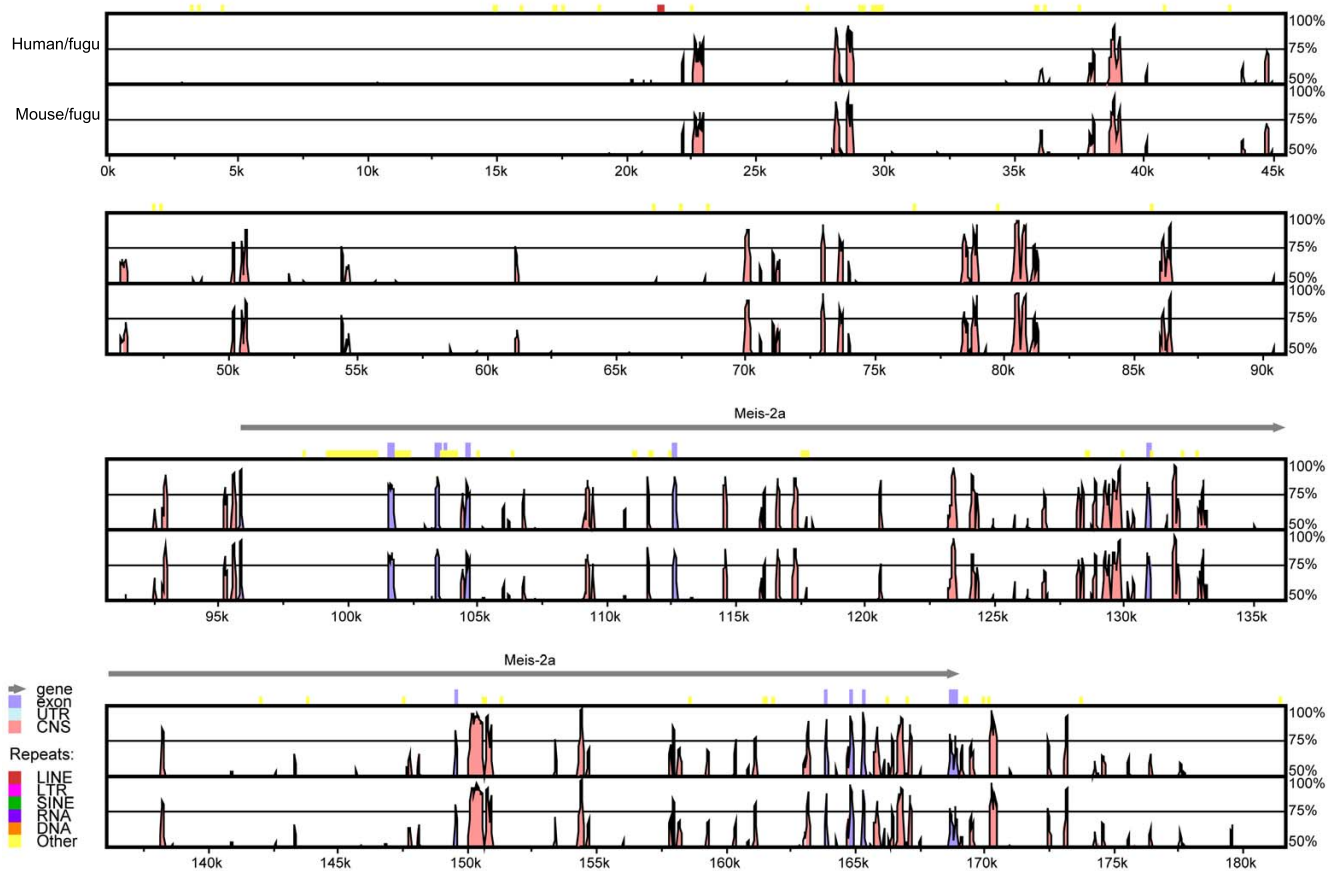 100%
Human/fugu
75%
50%
100%
Mouse/fugu
75%
50%
0k 5k 10k 15k 20k 25k 30k 35k 40k 45k
100%
75%
50%
100%
75%
50%
50k 55k 60k 65k 70k 75k 80k 85k 90k
Meis-2a
100%
75%
50%
100%
75%
50%
95k 100k 105k 110k 115k 120k 125k 130k 135k
Meis-2a
gene
exon
UTR
CNS
Repeats:
LINE
LTR
SINE
RNA
DNA
Other
100%
75%
50%
100%
75%
50%
140k 145k 150k 155k 160k 165k 170k 175k 180k